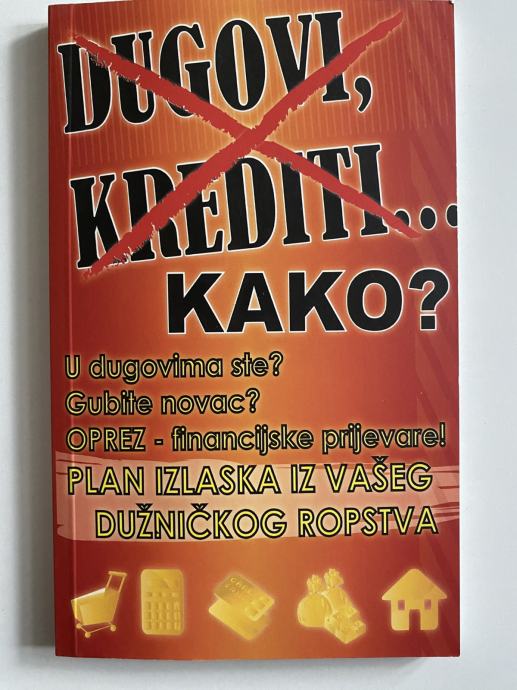 DUGOVI,
KREDITI...
KAKO?
U dugovima ste?
Gubite novac?
OPREZ - financijske prijevare!
PLAN IZLASKA IZ VAŠEG
DUŽNIČKOG ROPSTVA